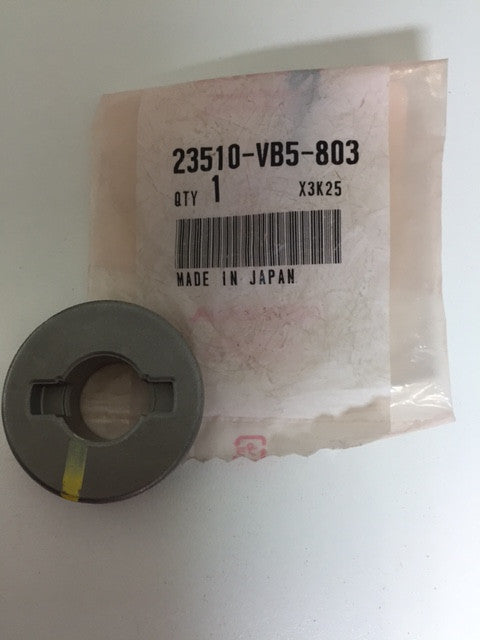 23510-VB5-803
QTY 1 X3K25
MADE IN JAPAN